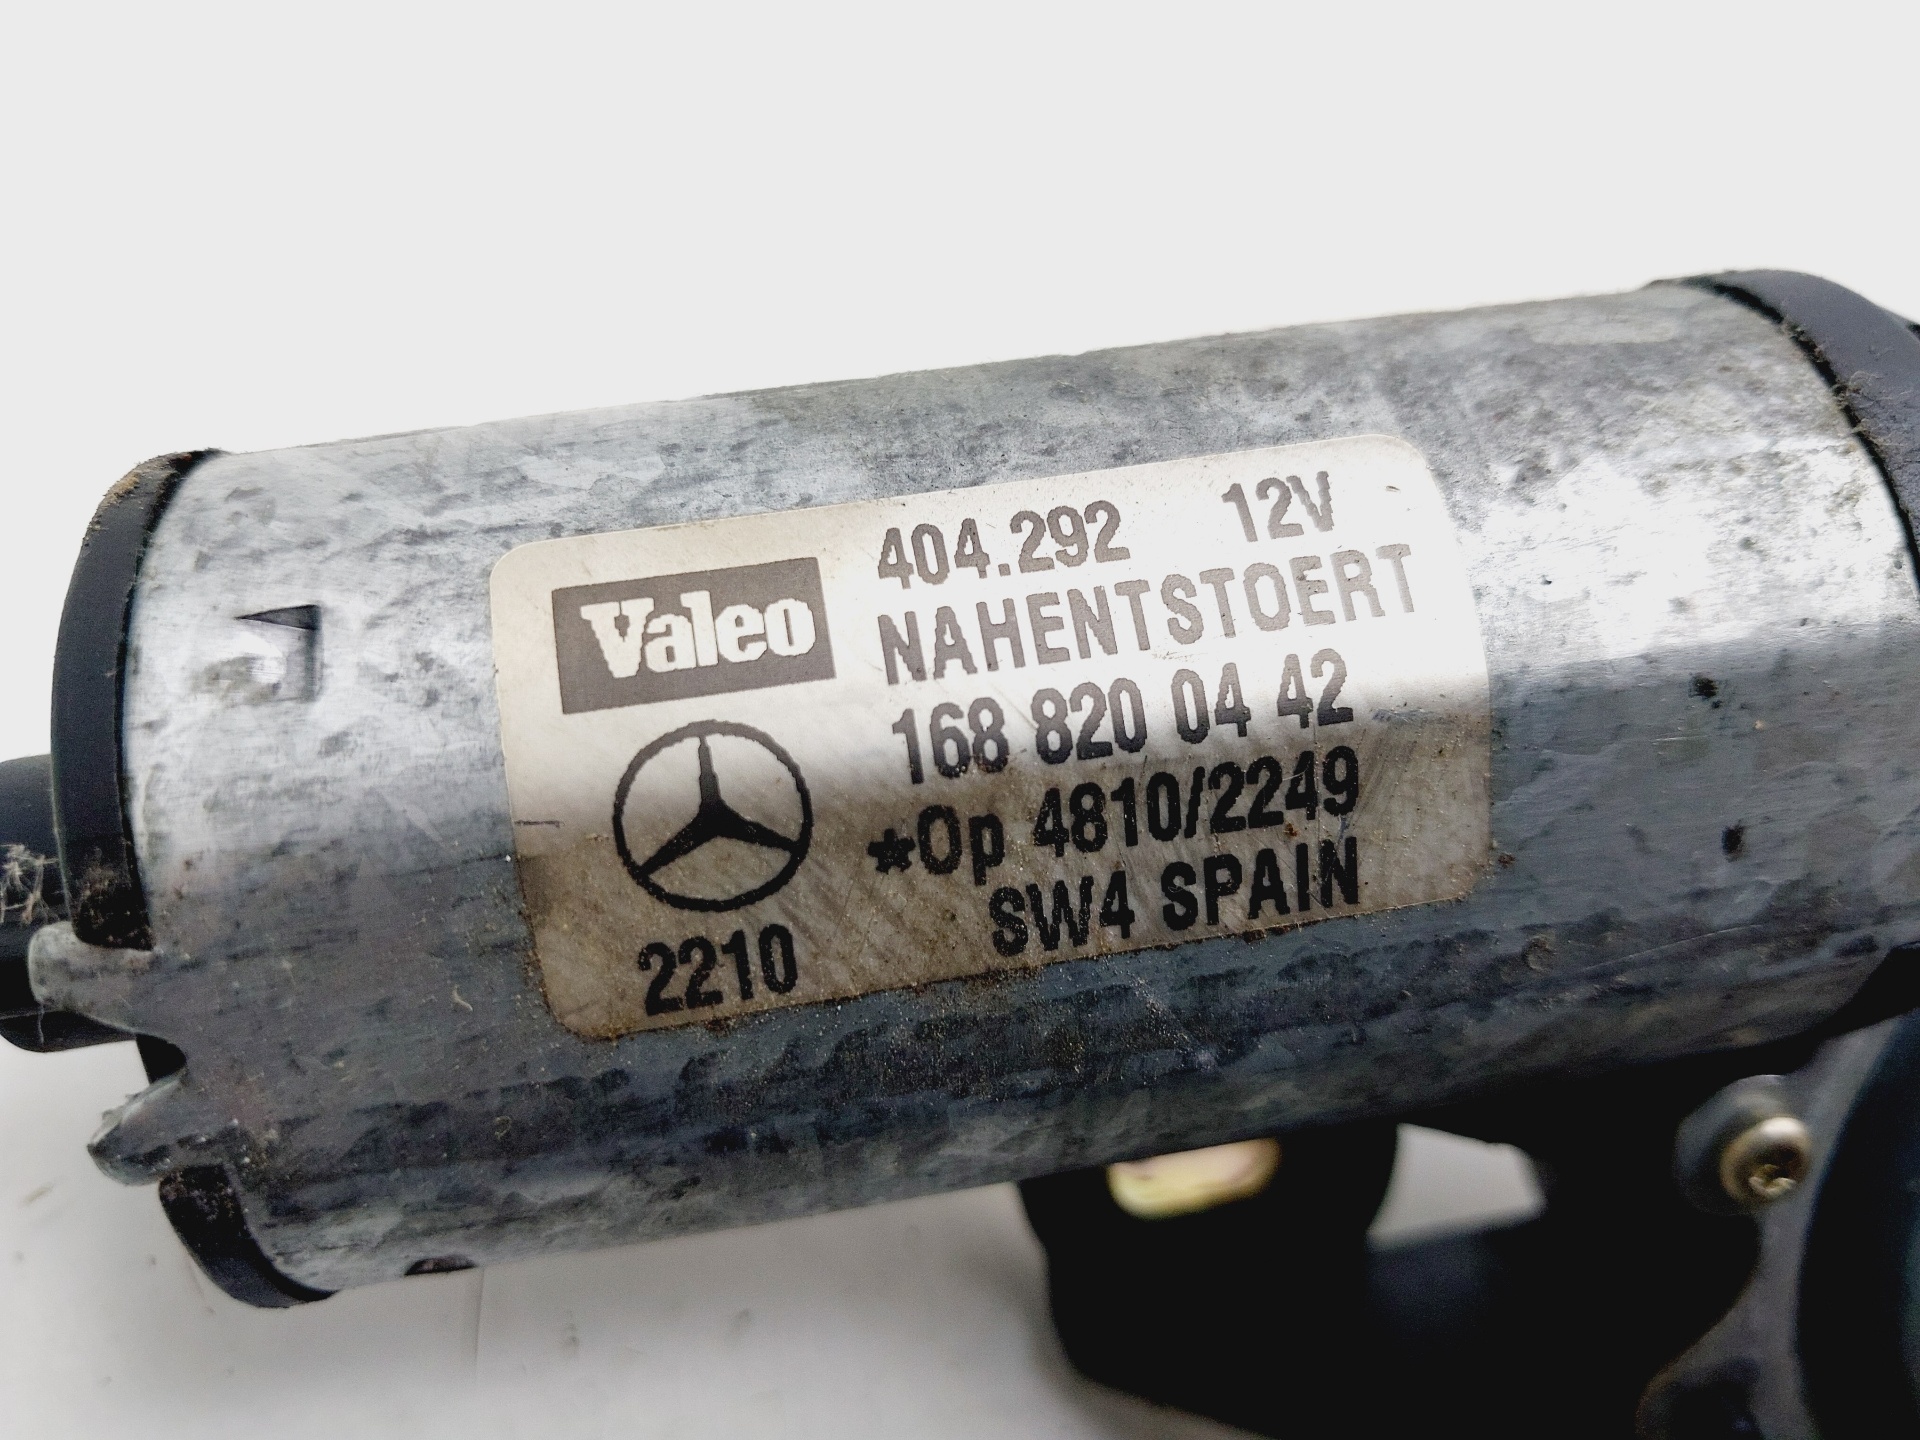 Valeo
404.292 12V
NAHENTSTOERT
168 820 04 42
*Op 4810/2249
SW4 SPAIN
2210